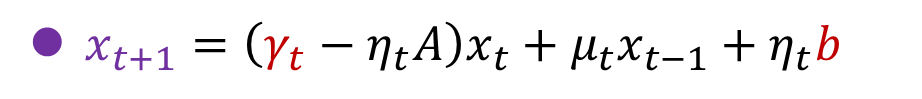 ● x_{t+1} = (γ_t − η_t A)x_t + μ_t x_{t−1} + η_t b